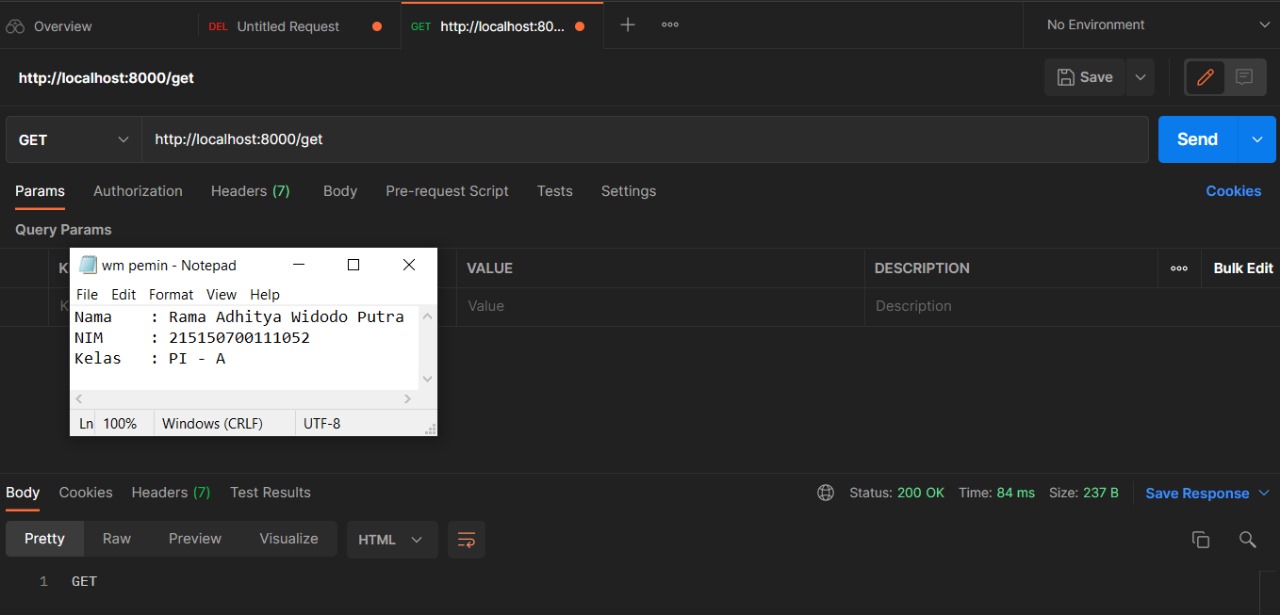 Overview DEL Untitled Request GET http://localhost:80... No Environment
http://localhost:8000/get Save
GET http://localhost:8000/get Send
Params Authorization Headers (7) Body Pre-request Script Tests Settings Cookies
Query Params
K VALUE DESCRIPTION Bulk Edit
K Value Description
wm pemin - Notepad
File Edit Format View Help
Nama : Rama Adhitya Widodo Putra
NIM : 215150700111052
Kelas : PI - A
Ln 100% Windows (CRLF) UTF-8
Body Cookies Headers (7) Test Results Status: 200 OK Time: 84 ms Size: 237 B Save Response
Pretty Raw Preview Visualize HTML
1 GET